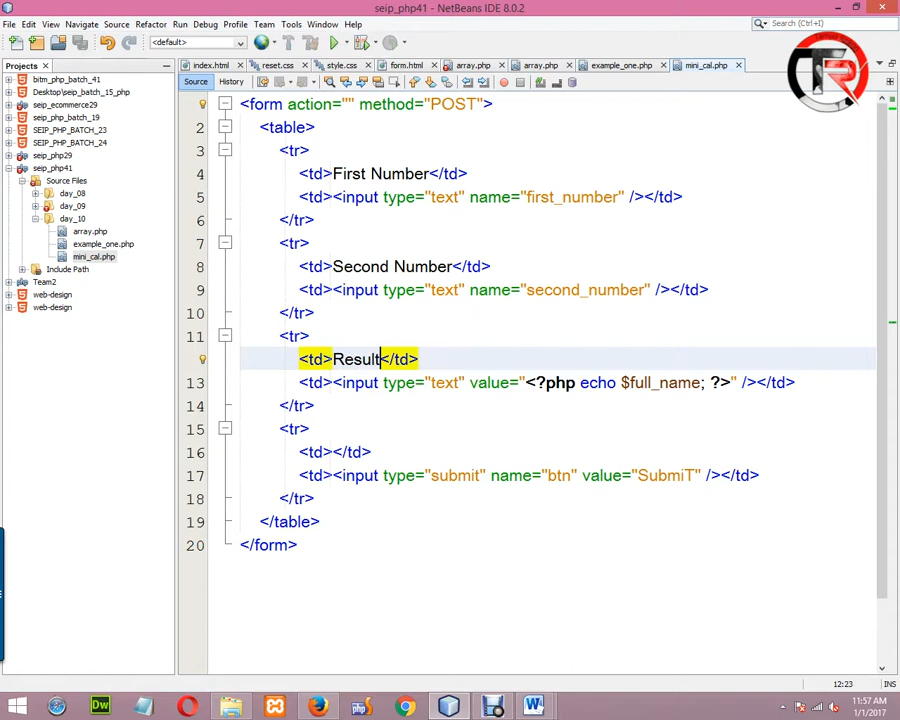 seip_php41 - NetBeans IDE 8.0.2
File Edit View Navigate Source Refactor Run Debug Profile Team Tools Window Help
<default>
Search (Ctrl+I)
Projects
index.html reset.css style.css form.html array.php array.php example_one.php mini_cal.php
Source History
bitm_php_batch_41
Desktop/seip_batch_15_php
seip_ecommerce29
seip_php_batch_19
SEIP_PHP_BATCH_23
SEIP_PHP_BATCH_24
seip_php29
seip_php41
Source Files
day_08
day_09
day_10
array.php
example_one.php
mini_cal.php
Include Path
Team2
web-design
web-design
<form action="" method="POST">
2 <table>
3 <tr>
4 <td>First Number</td>
5 <td><input type="text" name="first_number" /></td>
6 </tr>
7 <tr>
8 <td>Second Number</td>
9 <td><input type="text" name="second_number" /></td>
10 </tr>
11 <tr>
<td>Result</td>
13 <td><input type="text" value="<?php echo $full_name; ?>" /></td>
14 </tr>
15 <tr>
16 <td></td>
17 <td><input type="submit" name="btn" value="SubmiT" /></td>
18 </tr>
19 </table>
20 </form>
12:23 INS
Dw
php
W
11:57 AM
1/1/2017